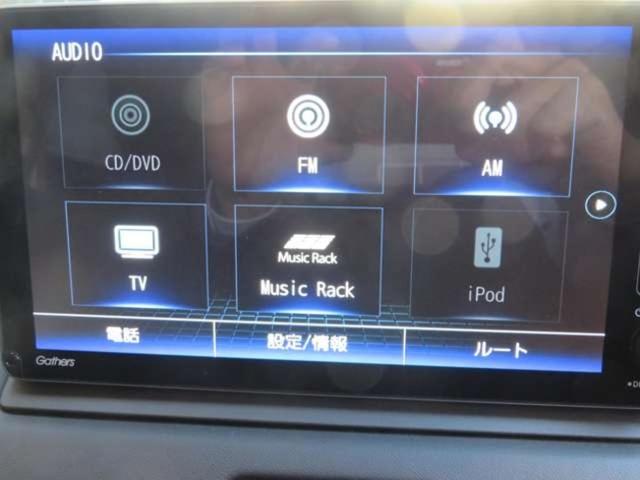 AUDIO
CD/DVD
FM
AM
TV
Music Rack
Music Rack
iPod
電話
設定/情報
ルート
Gathers